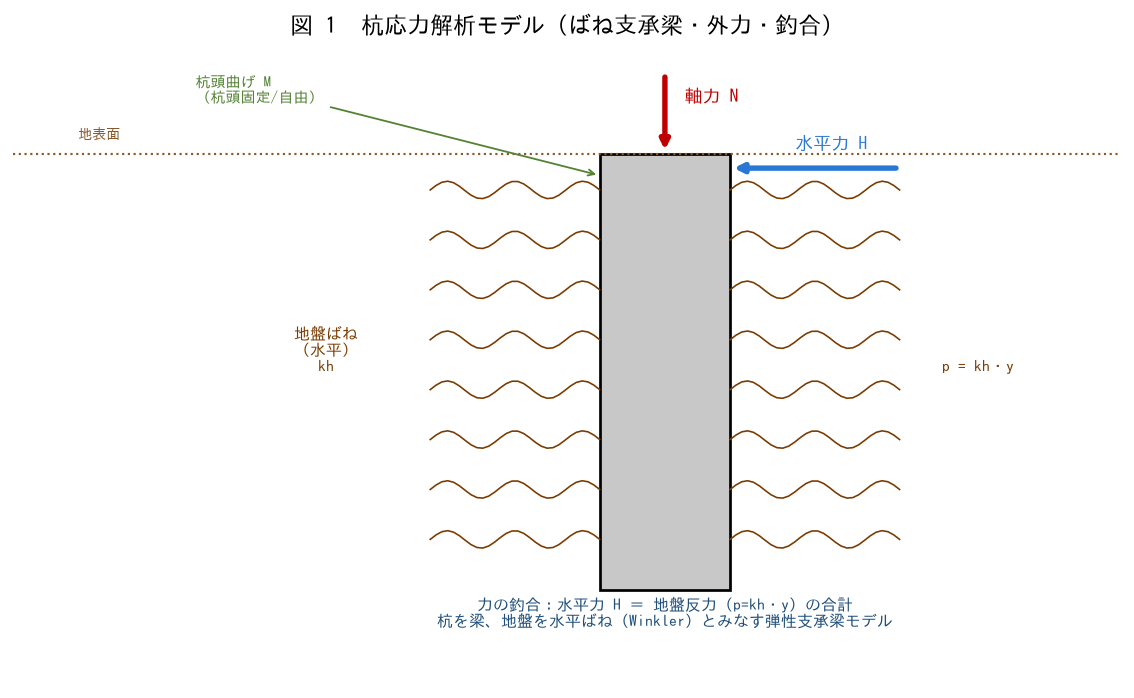 図 1 杭応力解析モデル（ばね支承梁・外力・釣合）
杭頭曲げ M
（杭頭固定/自由）
軸力 N
地表面
水平力 H
地盤ばね
（水平）
kh
p = kh・y
力の釣合：水平力 H ＝ 地盤反力（p=kh・y）の合計
杭を梁、地盤を水平ばね（Winkler）とみなす弾性支承梁モデル